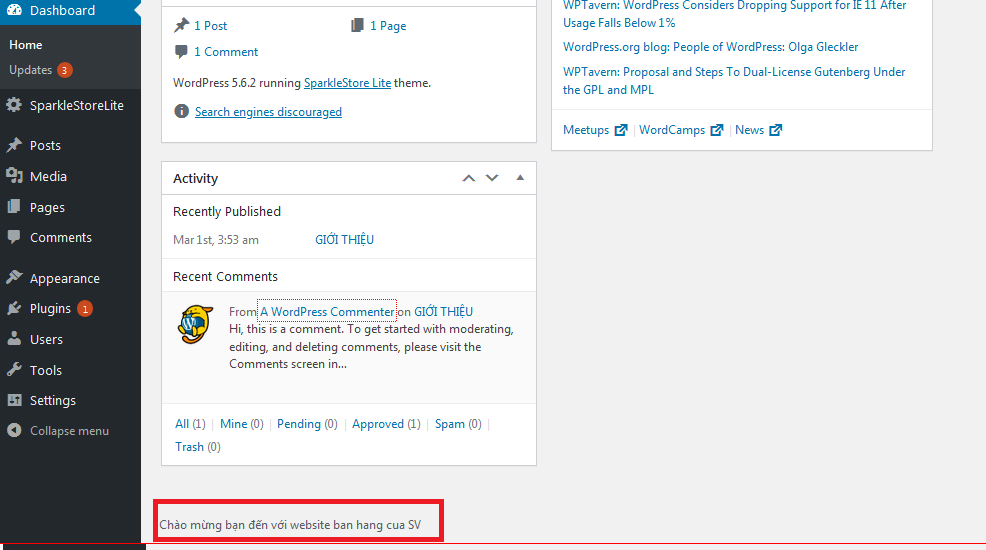 Dashboard
Home
Updates 3
SparkleStoreLite
Posts
Media
Pages
Comments
Appearance
Plugins 1
Users
Tools
Settings
Collapse menu
1 Post
1 Page
1 Comment
WordPress 5.6.2 running SparkleStore Lite theme.
Search engines discouraged
Activity
Recently Published
Mar 1st, 3:53 am GIỚI THIỆU
Recent Comments
From A WordPress Commenter on GIỚI THIỆU
Hi, this is a comment. To get started with moderating,
editing, and deleting comments, please visit the
Comments screen in...
All (1) | Mine (0) | Pending (0) | Approved (1) | Spam (0) |
Trash (0)
WPTavern: WordPress Considers Dropping Support for IE 11 After
Usage Falls Below 1%
WordPress.org blog: People of WordPress: Olga Gleckler
WPTavern: Proposal and Steps To Dual-License Gutenberg Under
the GPL and MPL
Meetups | WordCamps | News
Chào mừng bạn đến với website ban hang cua SV